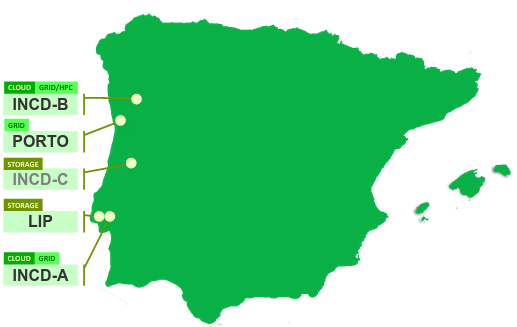 CLOUD GRID/HPC
INCD-B
GRID
PORTO
STORAGE
INCD-C
STORAGE
LIP
CLOUD GRID
INCD-A